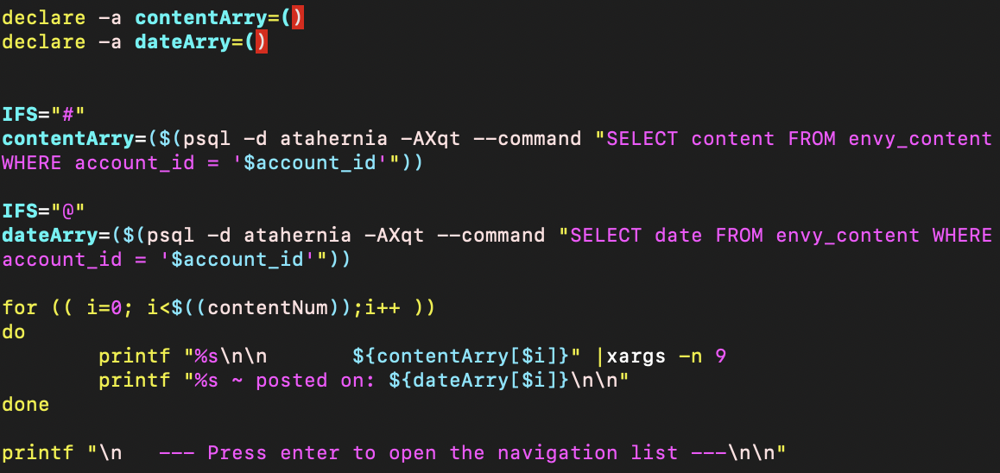 declare -a contentArry=()
declare -a dateArry=()
IFS="#"
contentArry=($(psql -d atahernia -AXqt --command "SELECT content FROM envy_content
WHERE account_id = '$account_id'"))
IFS="@"
dateArry=($(psql -d atahernia -AXqt --command "SELECT date FROM envy_content WHERE
account_id = '$account_id'"))
for (( i=0; i<$((contentNum));i++ ))
do
        printf "%s\n\n       ${contentArry[$i]}" |xargs -n 9
        printf "%s ~ posted on: ${dateArry[$i]}\n\n"
done
printf "\n   --- Press enter to open the navigation list ---\n\n"